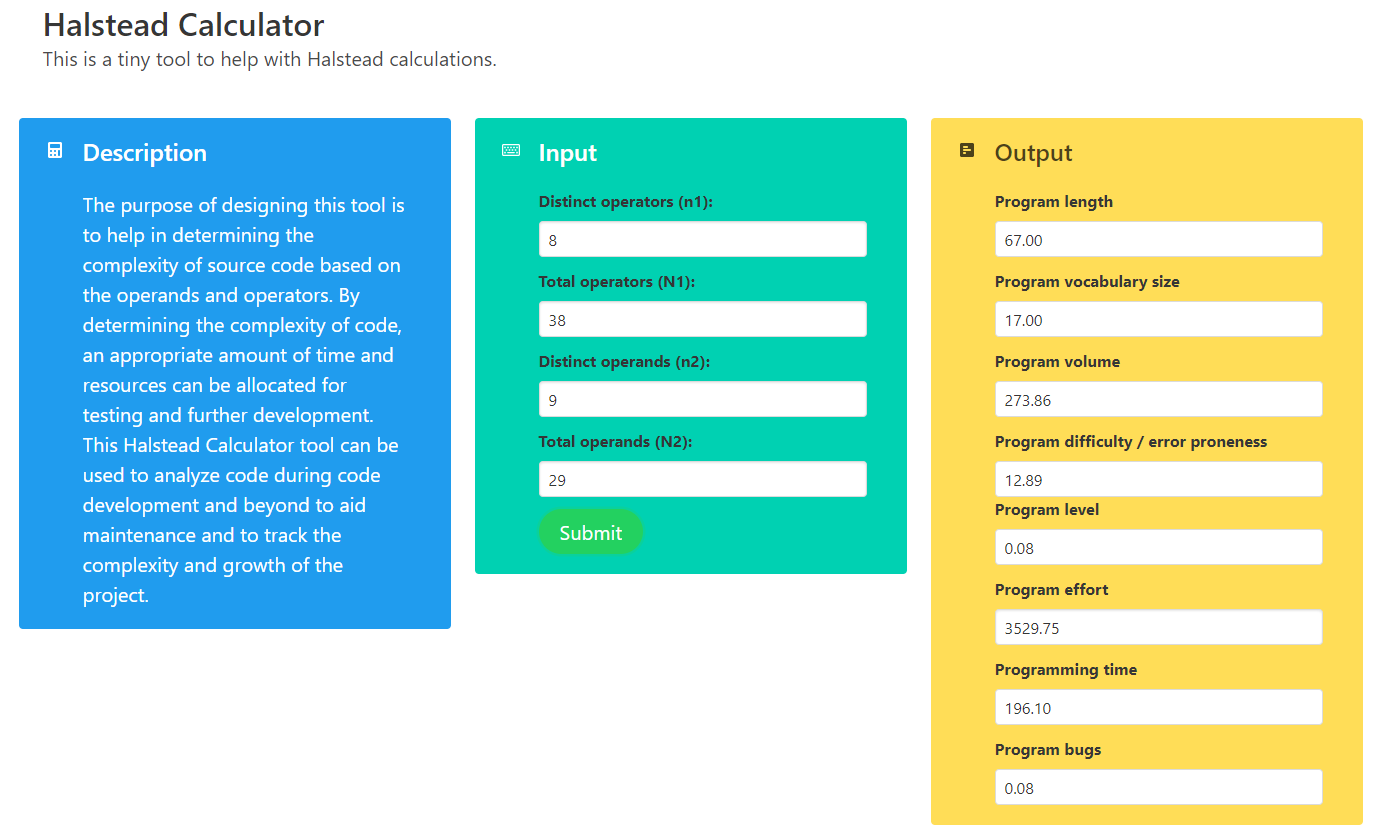 Halstead Calculator
This is a tiny tool to help with Halstead calculations.
Description
The purpose of designing this tool is
to help in determining the
complexity of source code based on
the operands and operators. By
determining the complexity of code,
an appropriate amount of time and
resources can be allocated for
testing and further development.
This Halstead Calculator tool can be
used to analyze code during code
development and beyond to aid
maintenance and to track the
complexity and growth of the
project.
Input
Distinct operators (n1):
8
Total operators (N1):
38
Distinct operands (n2):
9
Total operands (N2):
29
Submit
Output
Program length
67.00
Program vocabulary size
17.00
Program volume
273.86
Program difficulty / error proneness
12.89
Program level
0.08
Program effort
3529.75
Programming time
196.10
Program bugs
0.08